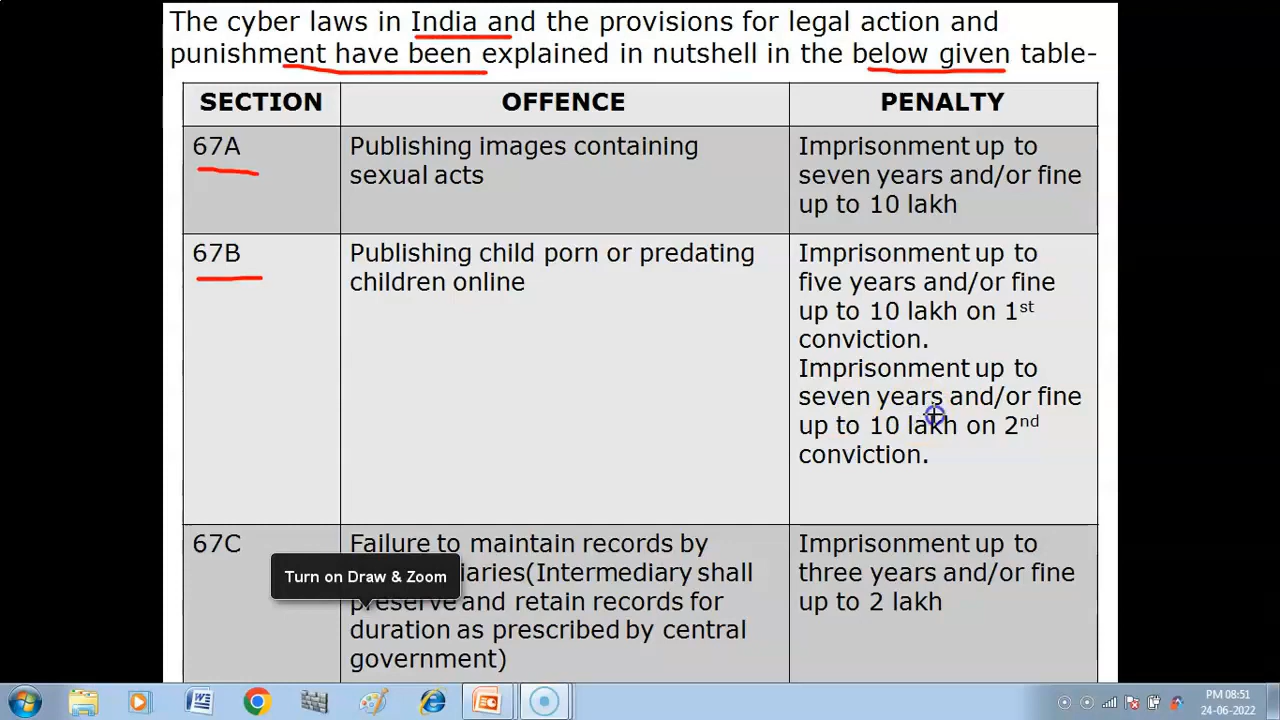 The cyber laws in India and the provisions for legal action and
punishment have been explained in nutshell in the below given table-
SECTION OFFENCE PENALTY
67A
Publishing images containing
sexual acts
Imprisonment up to
seven years and/or fine
up to 10 lakh
67B
Publishing child porn or predating
children online
Imprisonment up to
five years and/or fine
up to 10 lakh on 1st
conviction.
Imprisonment up to
seven years and/or fine
up to 10 lakh on 2nd
conviction.
67C
Failure to maintain records by
iaries(Intermediary shall
preserve and retain records for
duration as prescribed by central
government)
Imprisonment up to
three years and/or fine
up to 2 lakh
Turn on Draw & Zoom
PM 08:51
24-06-2022